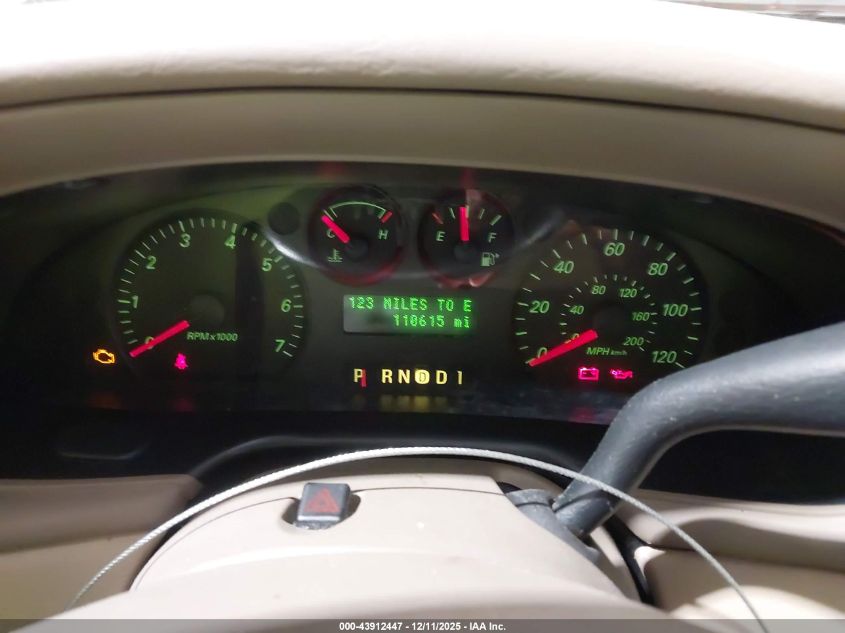 0 1 2 3 4 5 6 7
RPM x 1000
C H
E F
123 MILES TO E
110615 mi
P R N D D 1
0 20 40 60 80 100 120
40 80 120 160 200
MPH km/h
000-43912447 - 12/11/2025 - IAA Inc.